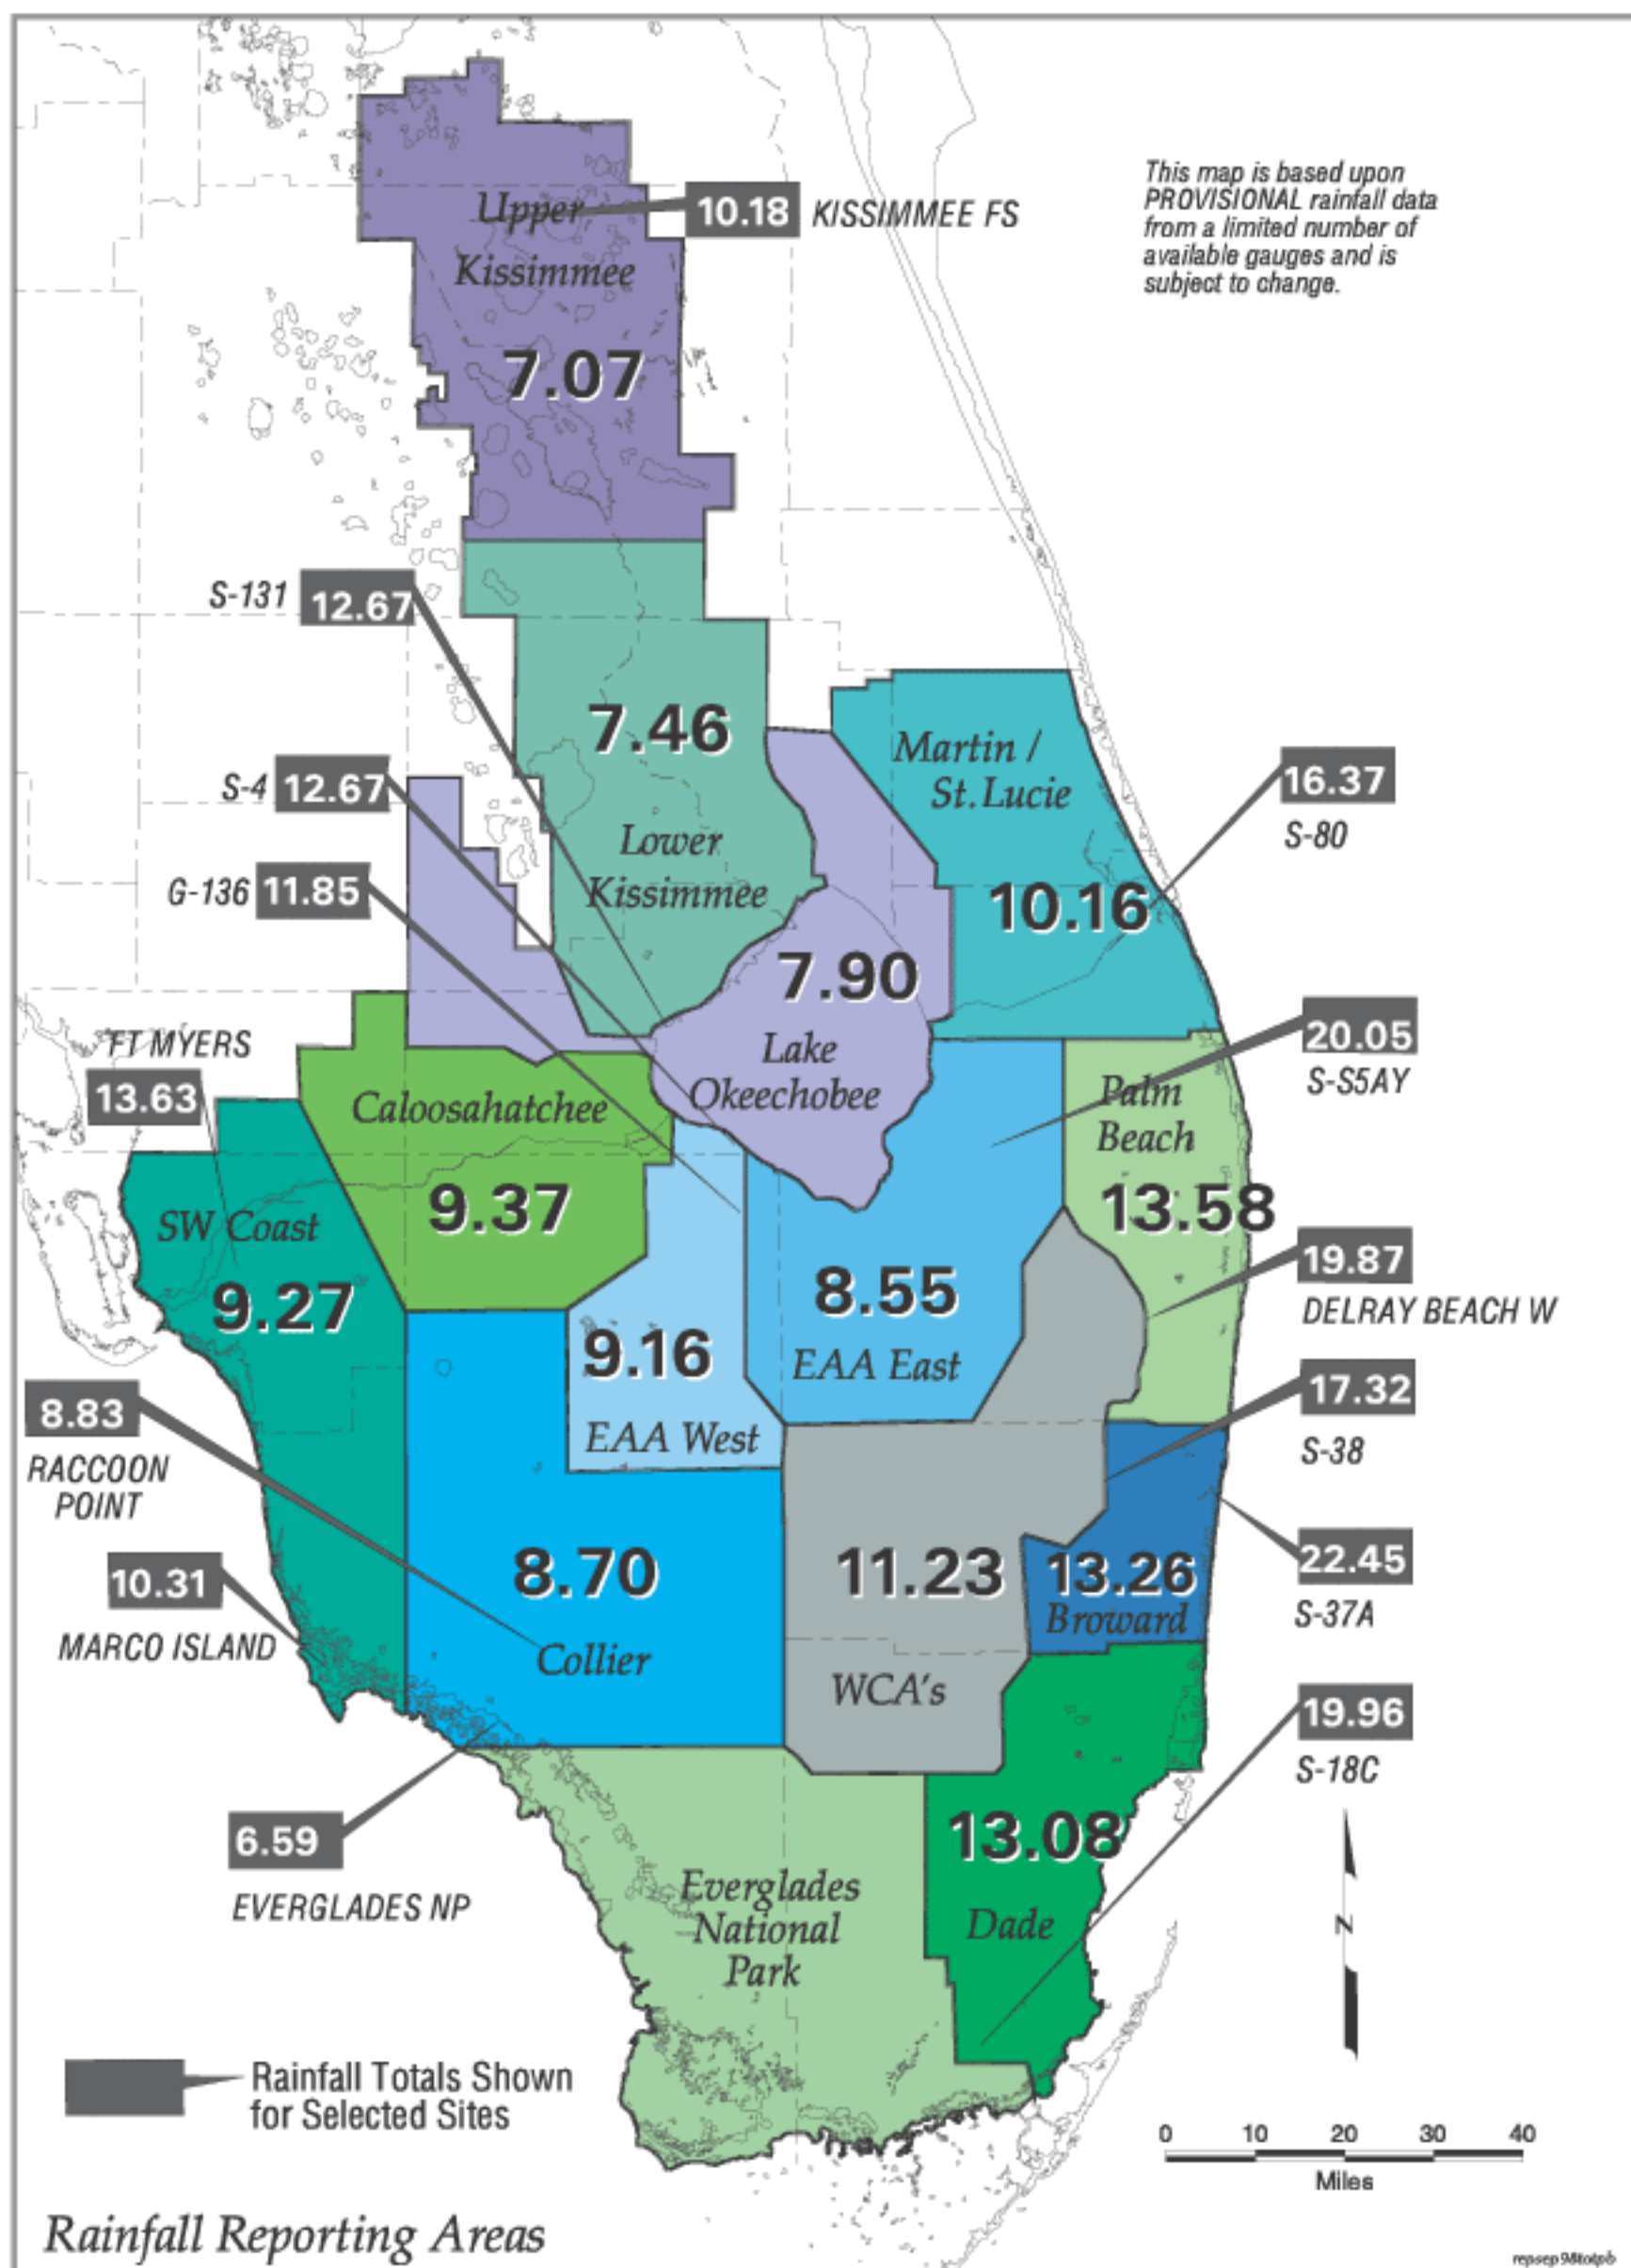 This map is based upon
PROVISIONAL rainfall data
from a limited number of
available gauges and is
subject to change.
Upper
Kissimmee
7.07
10.18 KISSIMMEE FS
S-131 12.67
7.46
Lower
Kissimmee
S-4 12.67
G-136 11.85
Martin /
St. Lucie
10.16
16.37
S-80
7.90
Lake
Okeechobee
FT MYERS
13.63
Caloosahatchee
9.37
20.05
S-S5AY
Palm
Beach
13.58
SW Coast
9.27
9.16
EAA West
8.55
EAA East
19.87
DELRAY BEACH W
8.83
RACCOON
POINT
17.32
S-38
10.31
MARCO ISLAND
8.70
Collier
11.23
WCA's
13.26
Broward
22.45
S-37A
19.96
S-18C
6.59
EVERGLADES NP
Everglades
National
Park
13.08
Dade
N
Rainfall Totals Shown
for Selected Sites
0 10 20 30 40
Miles
Rainfall Reporting Areas